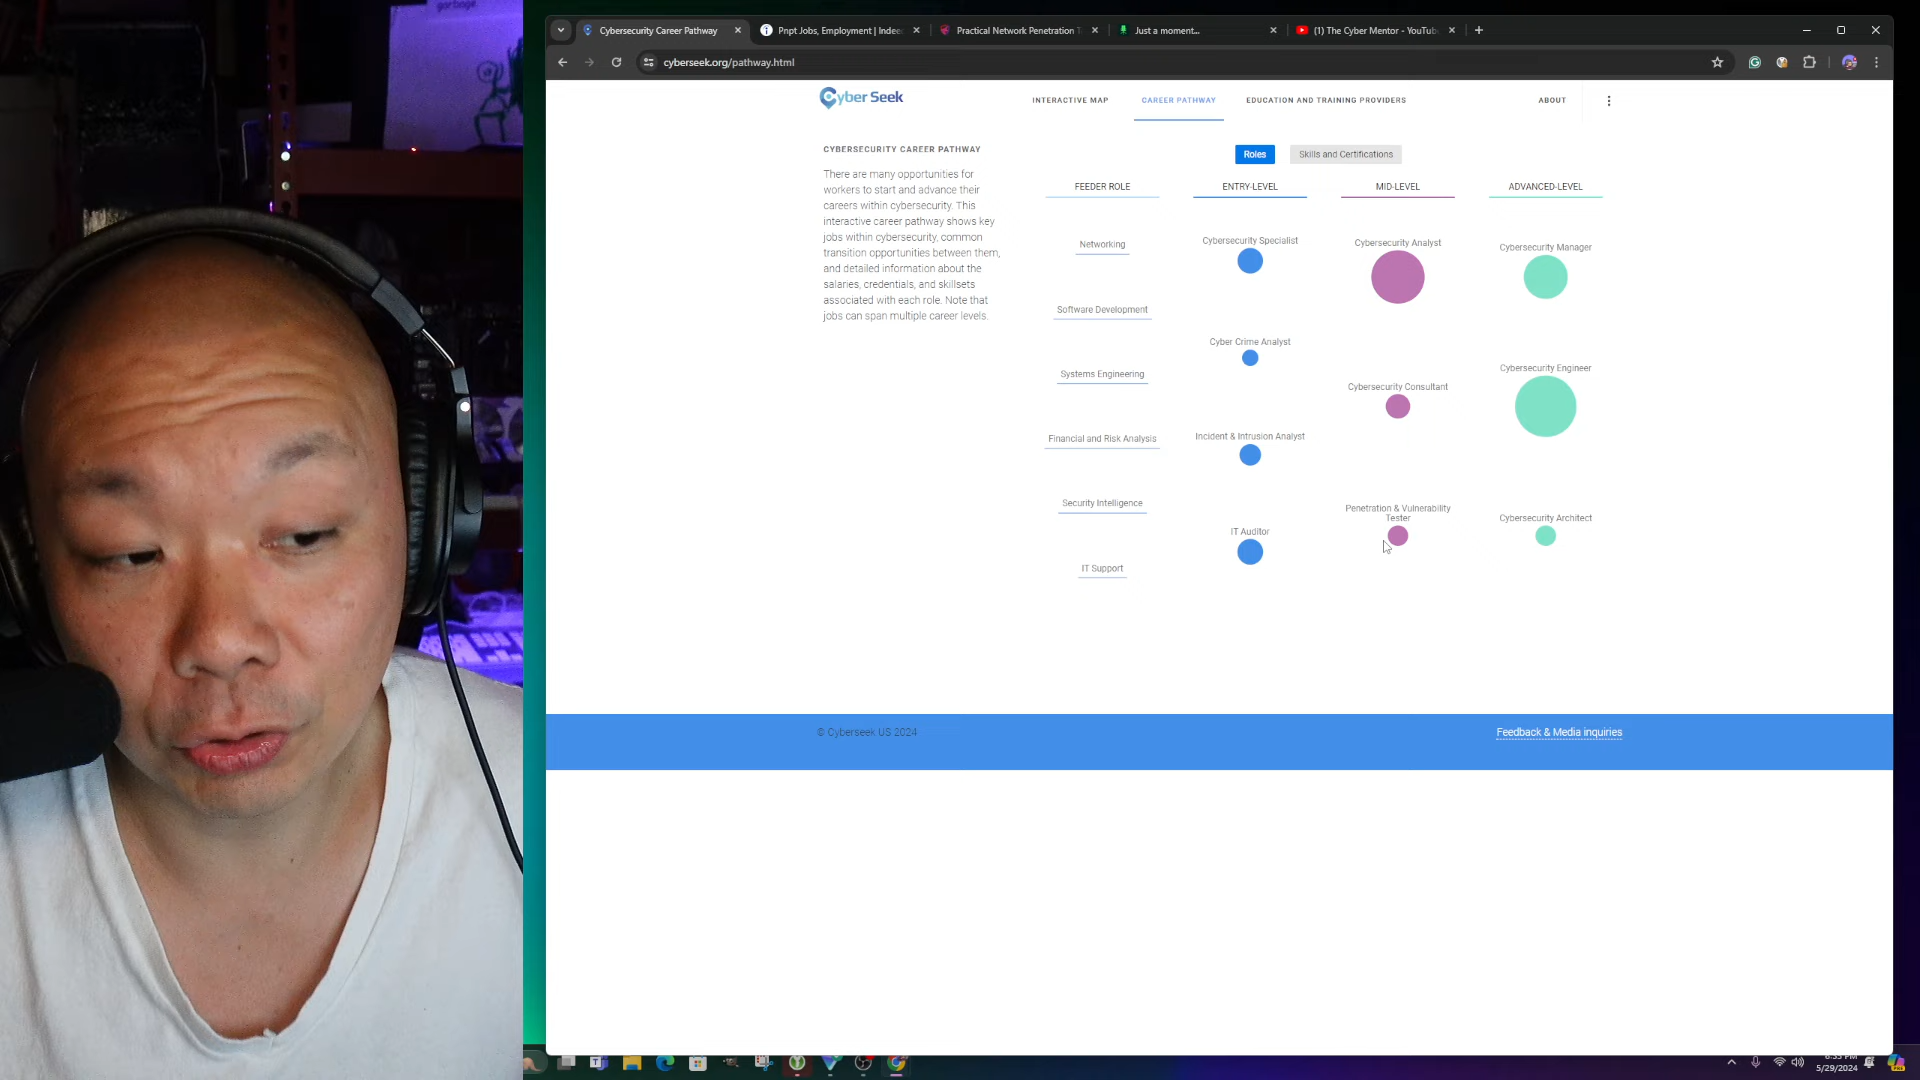 garbage.
Cybersecurity Career Pathway
Pnpt Jobs, Employment | Indee
Practical Network Penetration T
Just a moment...
(1) The Cyber Mentor - YouTub
cyberseek.org/pathway.html
Cyber Seek
INTERACTIVE MAP
CAREER PATHWAY
EDUCATION AND TRAINING PROVIDERS
ABOUT
CYBERSECURITY CAREER PATHWAY
There are many opportunities for
workers to start and advance their
careers within cybersecurity. This
interactive career pathway shows key
jobs within cybersecurity, common
transition opportunities between them,
and detailed information about the
salaries, credentials, and skillsets
associated with each role. Note that
jobs can span multiple career levels.
Roles
Skills and Certifications
FEEDER ROLE
ENTRY-LEVEL
MID-LEVEL
ADVANCED-LEVEL
Networking
Software Development
Systems Engineering
Financial and Risk Analysis
Security Intelligence
IT Support
Cybersecurity Specialist
Cyber Crime Analyst
Incident & Intrusion Analyst
IT Auditor
Cybersecurity Analyst
Cybersecurity Consultant
Penetration & Vulnerability
Tester
Cybersecurity Manager
Cybersecurity Engineer
Cybersecurity Architect
© Cyberseek US 2024
Feedback & Media inquiries
5/29/2024